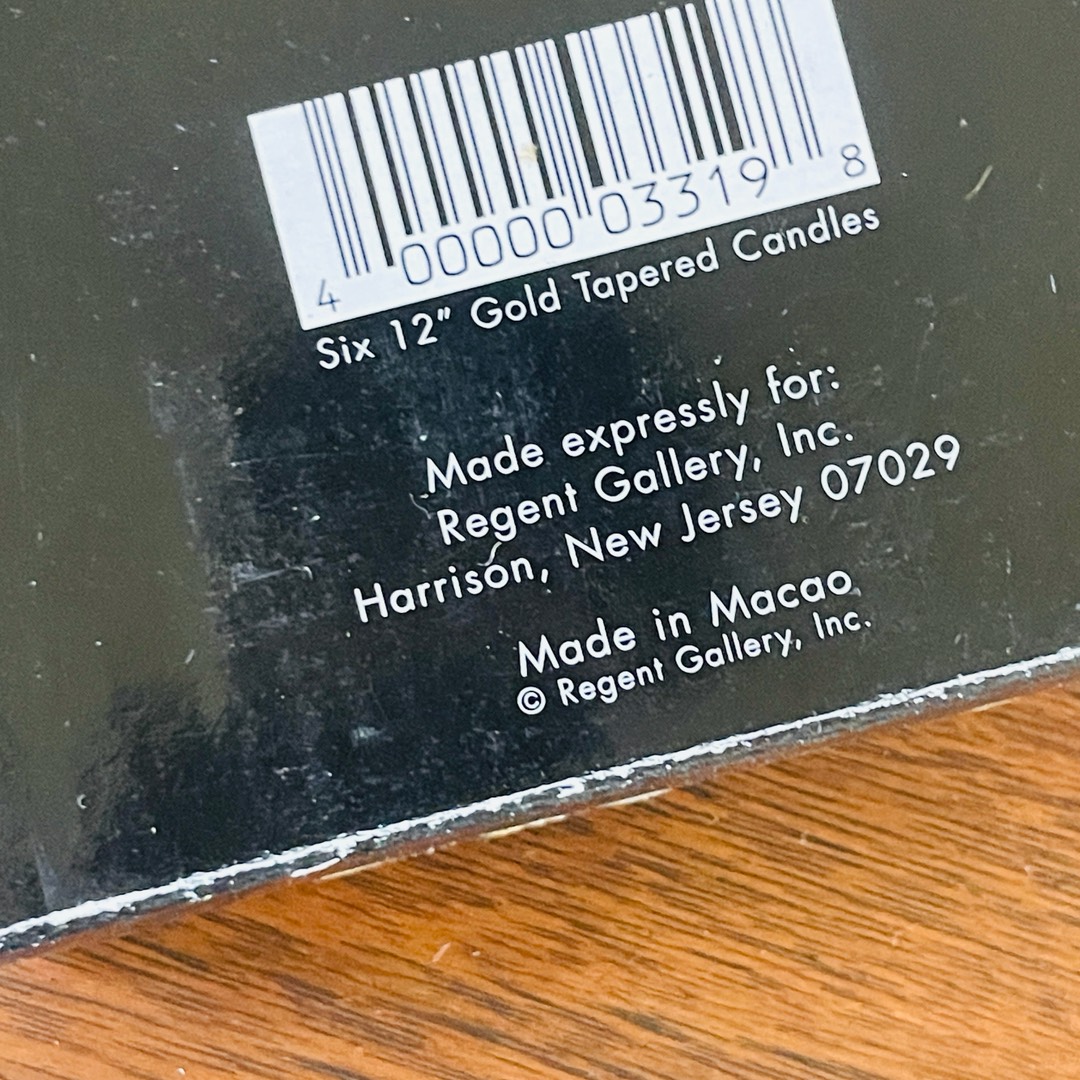 4 00000 03319 8
Six 12" Gold Tapered Candles
Made expressly for:
Regent Gallery, Inc.
Harrison, New Jersey 07029
Made in Macao
© Regent Gallery, Inc.